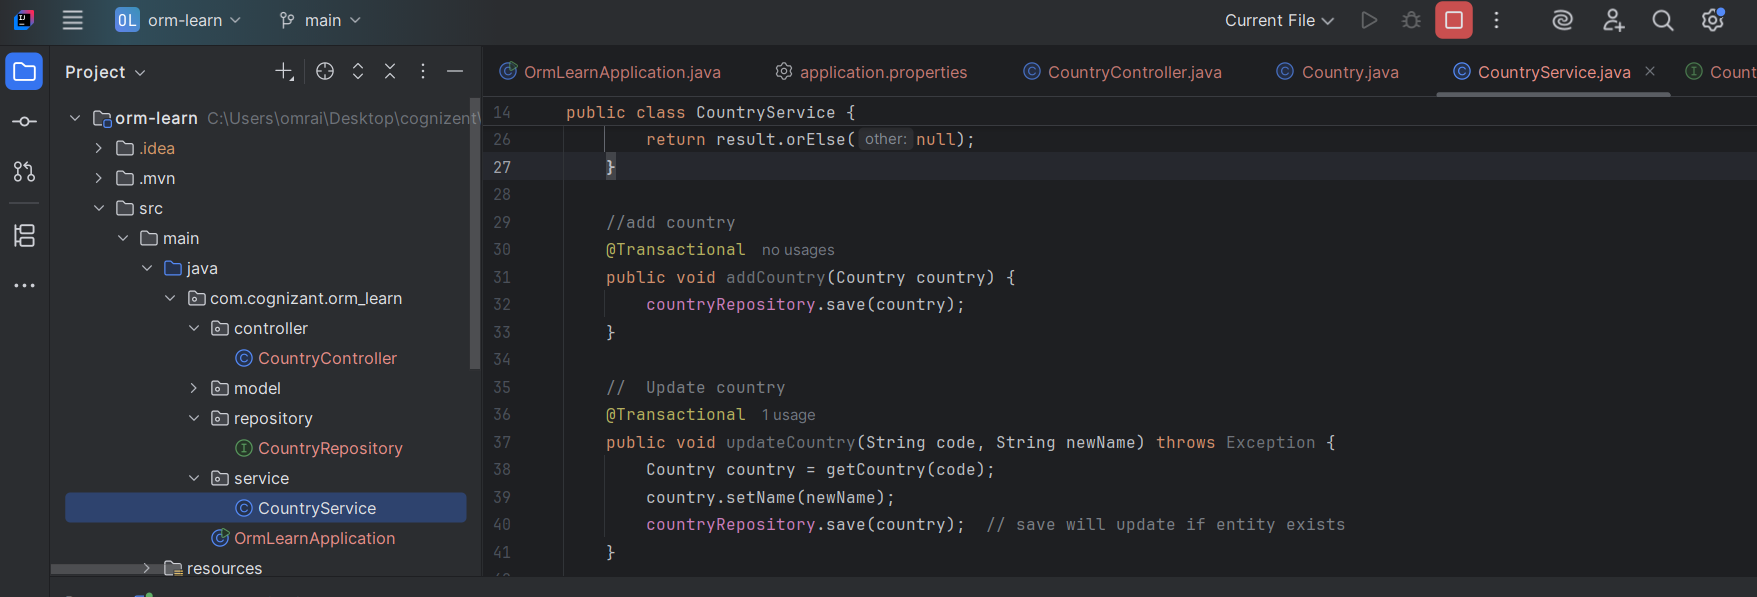 OL orm-learn main Current File
Project
OrmLearnApplication.java application.properties CountryController.java Country.java CountryService.java Count
orm-learn C:\Users\omrai\Desktop\cognizent\
.idea
.mvn
src
main
java
com.cognizant.orm_learn
controller
CountryController
model
repository
CountryRepository
service
CountryService
OrmLearnApplication
resources
14 public class CountryService {
26 return result.orElse( other: null);
27 }
28
29 //add country
30 @Transactional no usages
31 public void addCountry(Country country) {
32 countryRepository.save(country);
33 }
34
35 // Update country
36 @Transactional 1 usage
37 public void updateCountry(String code, String newName) throws Exception {
38 Country country = getCountry(code);
39 country.setName(newName);
40 countryRepository.save(country); // save will update if entity exists
41 }